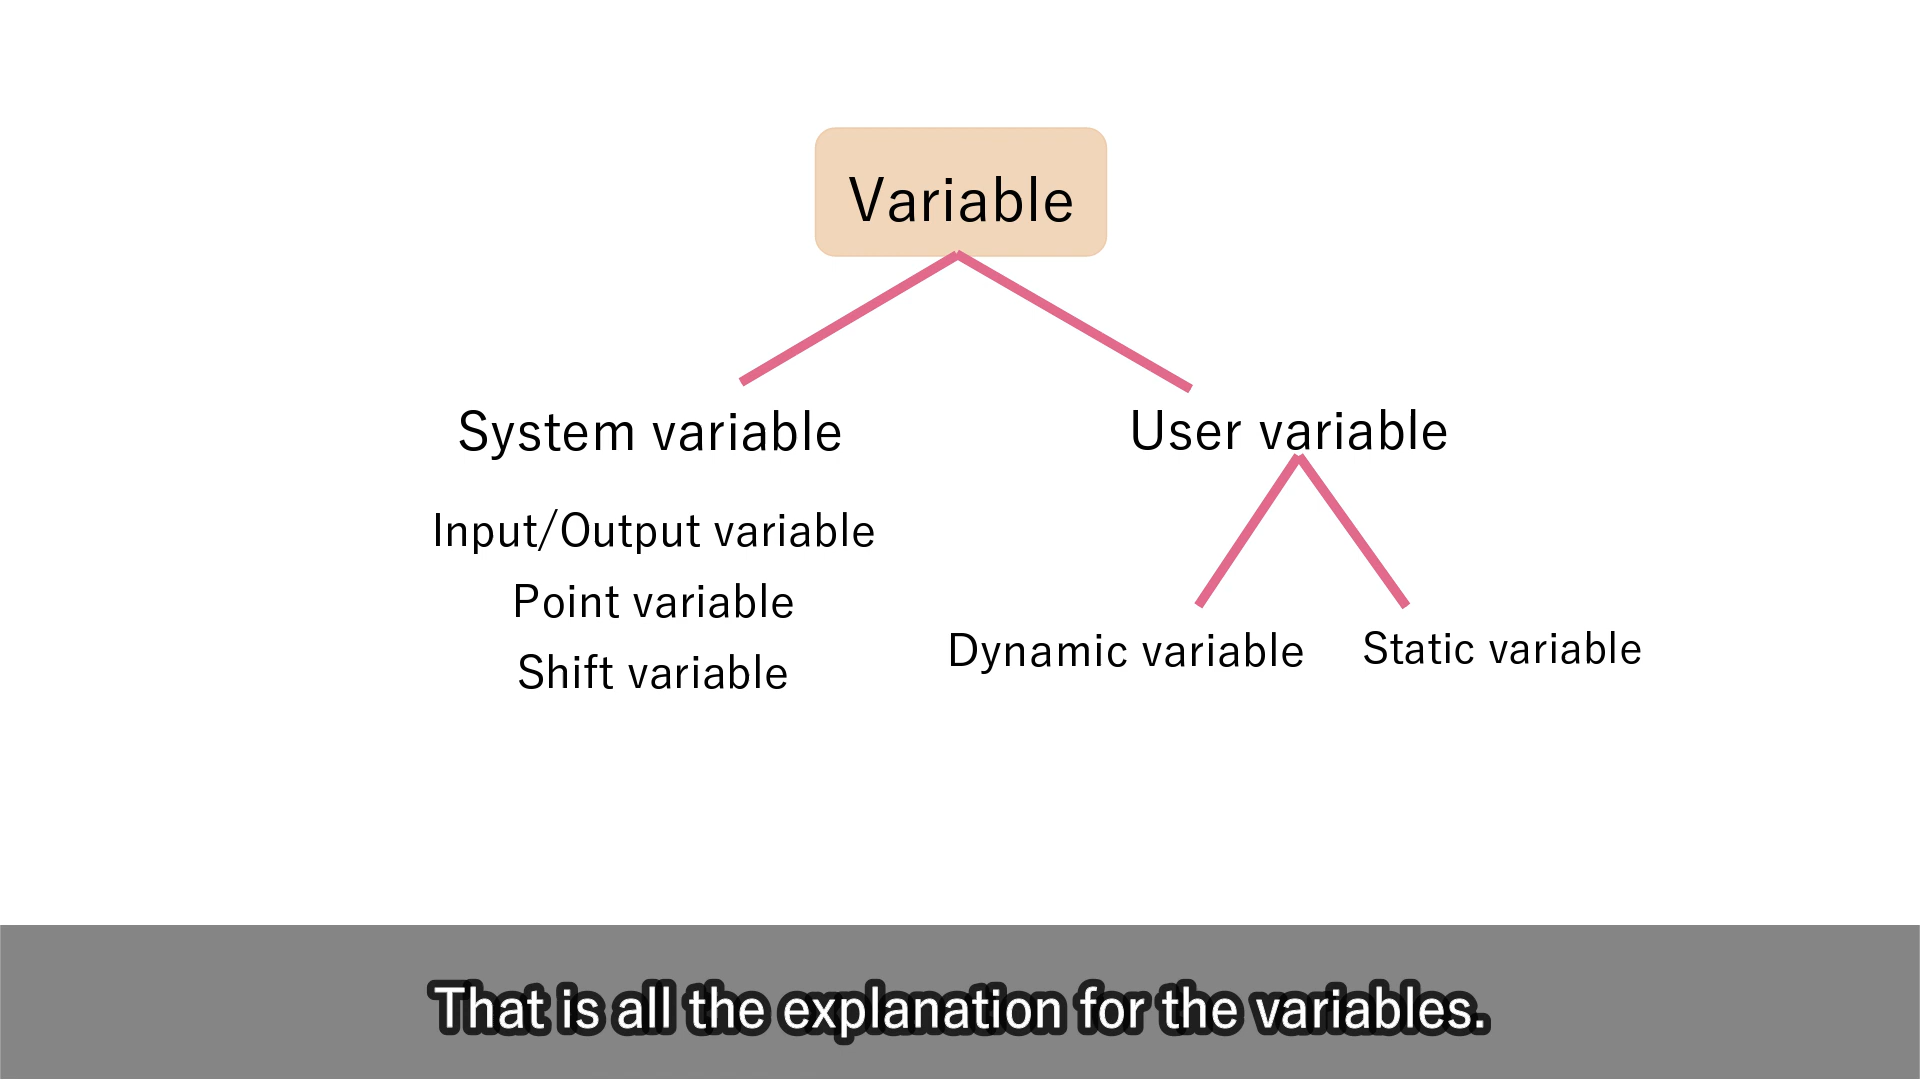 Variable
System variable
User variable
Input/Output variable
Point variable
Shift variable
Dynamic variable
Static variable
That is all the explanation for the variables.